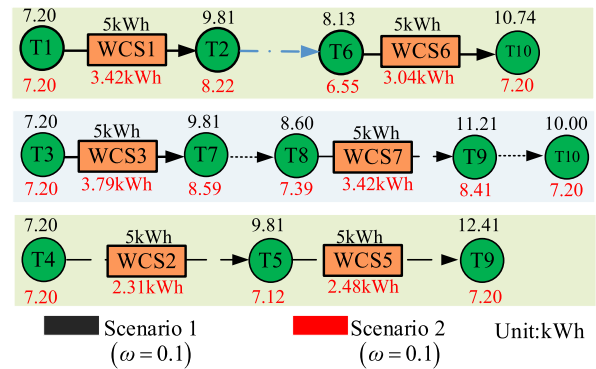 7.20 5kWh 9.81 8.13 5kWh 10.74
T1 WCS1 T2 T6 WCS6 T10
7.20 3.42kWh 8.22 6.55 3.04kWh 7.20
7.20 5kWh 9.81 8.60 5kWh 11.21 10.00
T3 WCS3 T7 T8 WCS7 T9 T10
7.20 3.79kWh 8.59 7.39 3.42kWh 8.41 7.20
7.20 5kWh 9.81 5kWh 12.41
T4 WCS2 T5 WCS5 T9
7.20 2.31kWh 7.12 2.48kWh 7.20
Scenario 1 Scenario 2 Unit:kWh
(ω = 0.1) (ω = 0.1)